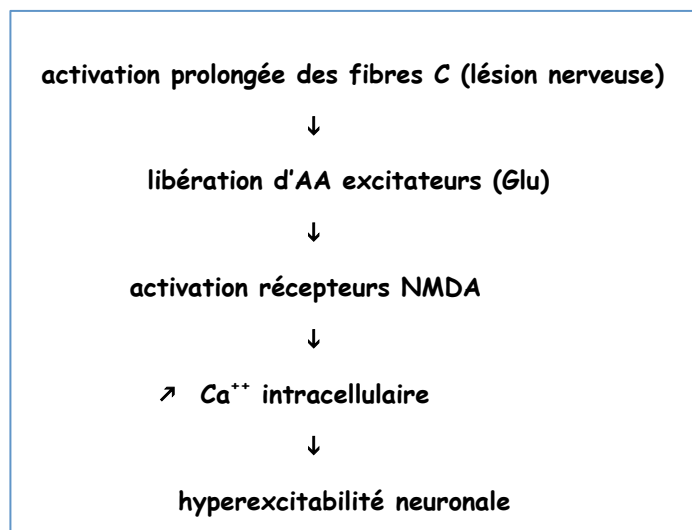 activation prolongée des fibres C (lésion nerveuse)
↓
libération d'AA excitateurs (Glu)
↓
activation récepteurs NMDA
↓
↗ Ca⁺⁺ intracellulaire
↓
hyperexcitabilité neuronale